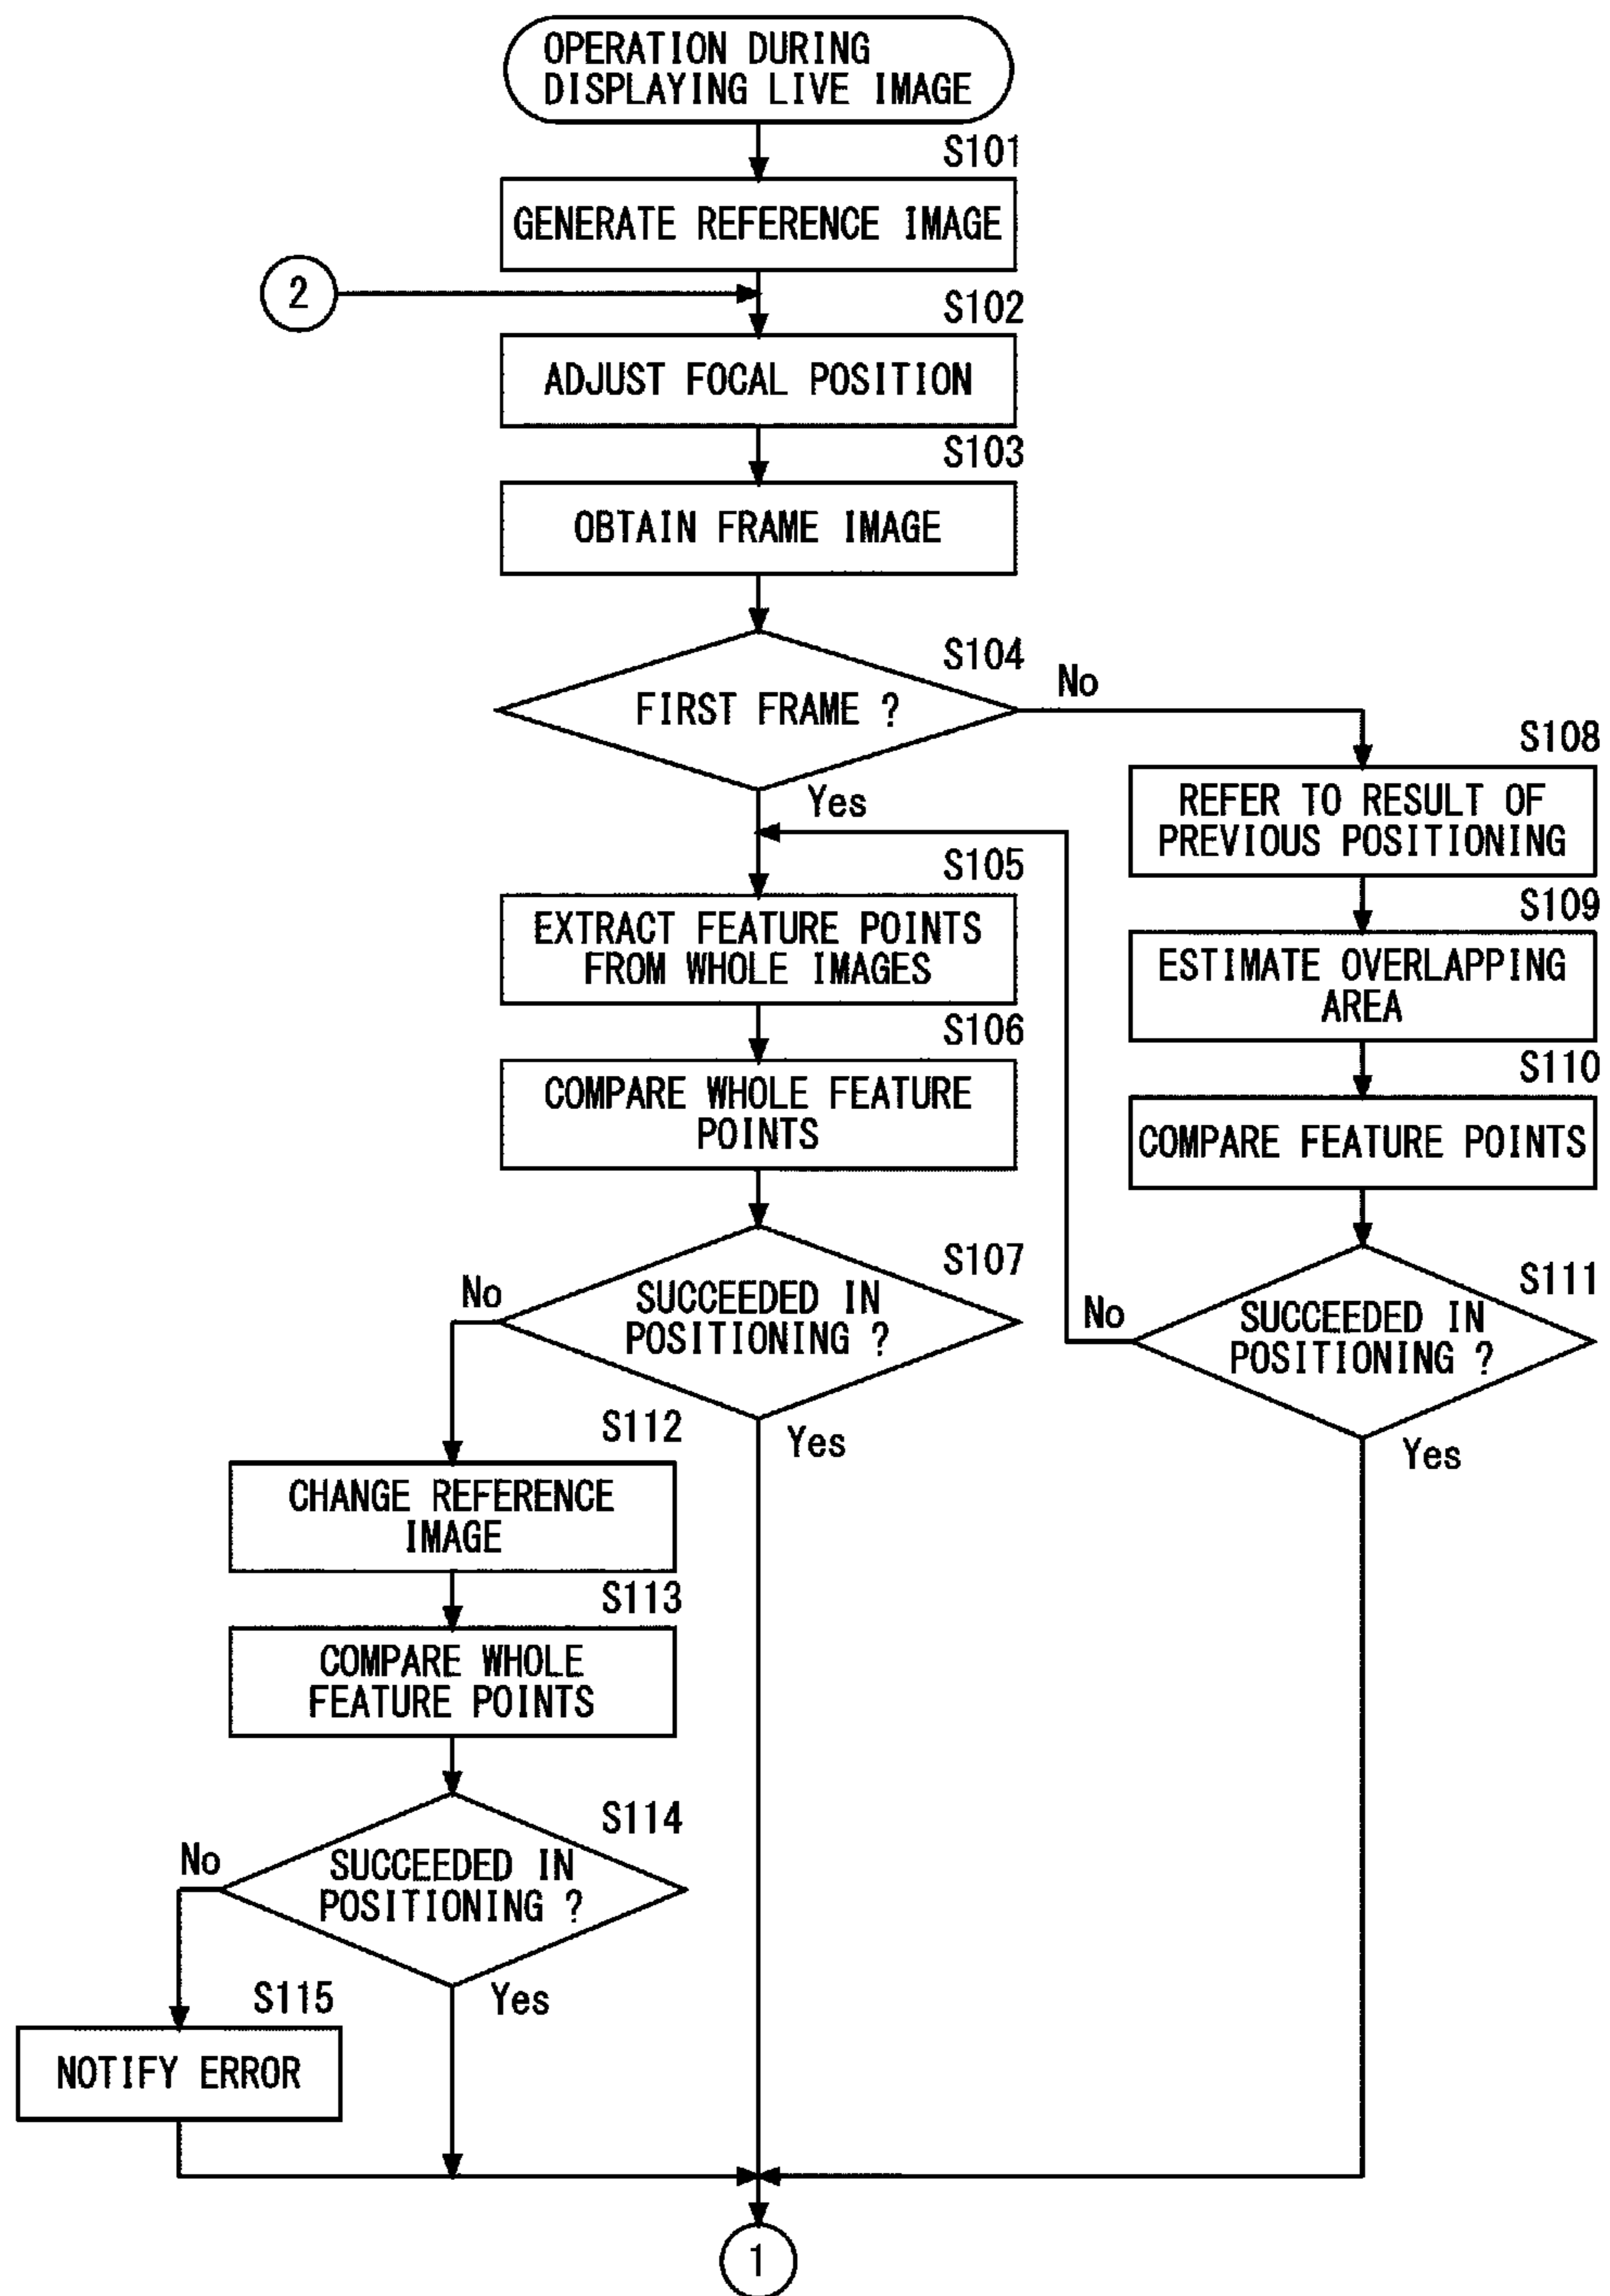 OPERATION DURING
DISPLAYING LIVE IMAGE
S101
GENERATE REFERENCE IMAGE
2
S102
ADJUST FOCAL POSITION
S103
OBTAIN FRAME IMAGE
S104
FIRST FRAME ?
No
Yes
S108
REFER TO RESULT OF
PREVIOUS POSITIONING
S105
EXTRACT FEATURE POINTS
FROM WHOLE IMAGES
S109
ESTIMATE OVERLAPPING
AREA
S106
COMPARE WHOLE FEATURE
POINTS
S110
COMPARE FEATURE POINTS
S107
SUCCEEDED IN
POSITIONING ?
No
Yes
S111
SUCCEEDED IN
POSITIONING ?
No
Yes
S112
CHANGE REFERENCE
IMAGE
S113
COMPARE WHOLE
FEATURE POINTS
S114
SUCCEEDED IN
POSITIONING ?
No
Yes
S115
NOTIFY ERROR
1